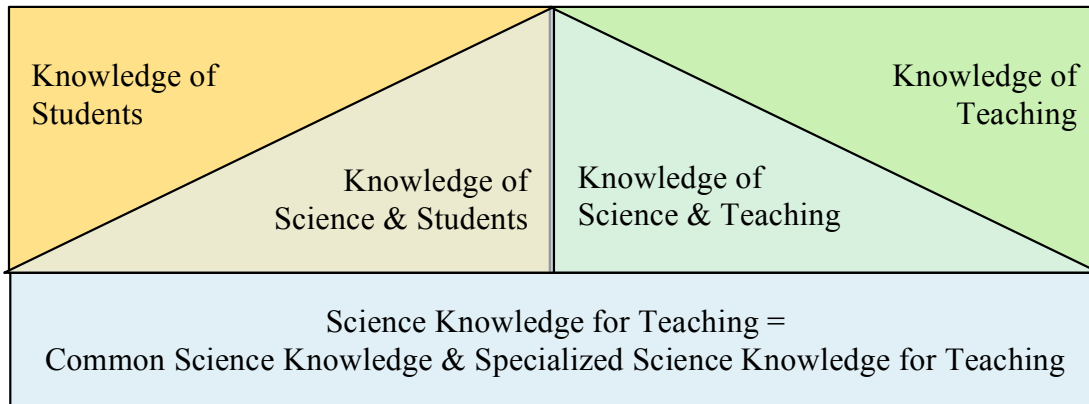 Knowledge of
Students
Knowledge of
Teaching
Knowledge of
Science & Students
Knowledge of
Science & Teaching
Science Knowledge for Teaching =
Common Science Knowledge & Specialized Science Knowledge for Teaching